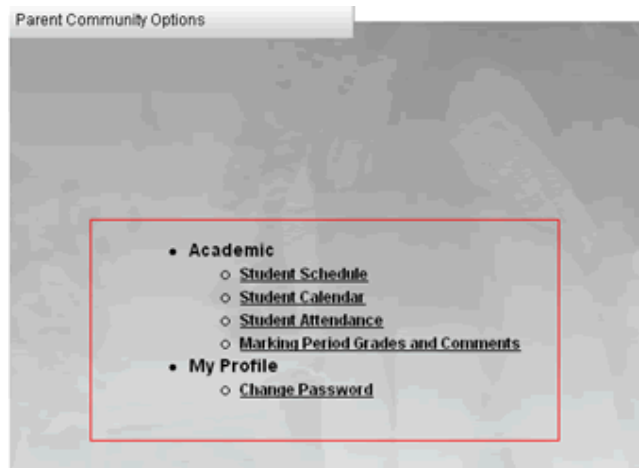 Parent Community Options
Academic
Student Schedule
Student Calendar
Student Attendance
Marking Period Grades and Comments
My Profile
Change Password